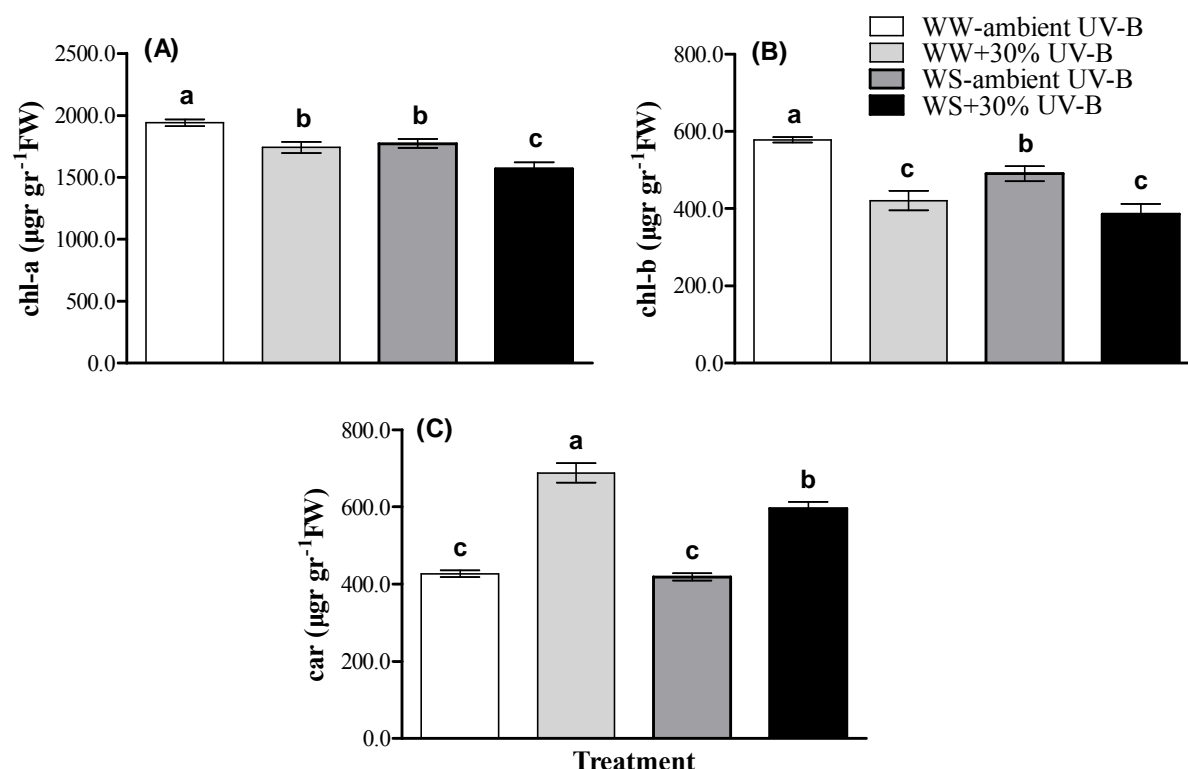 WW-ambient UV-B
WW+30% UV-B
WS-ambient UV-B
WS+30% UV-B
(A)
2500.0
2000.0
1500.0
1000.0
500.0
0.0
chl-a (µgr gr⁻¹FW)
a
b
b
c
(B)
800.0
600.0
400.0
200.0
0.0
chl-b (µgr gr⁻¹FW)
a
c
b
c
(C)
800.0
600.0
400.0
200.0
0.0
car (µgr gr⁻¹FW)
c
a
c
b
Treatment